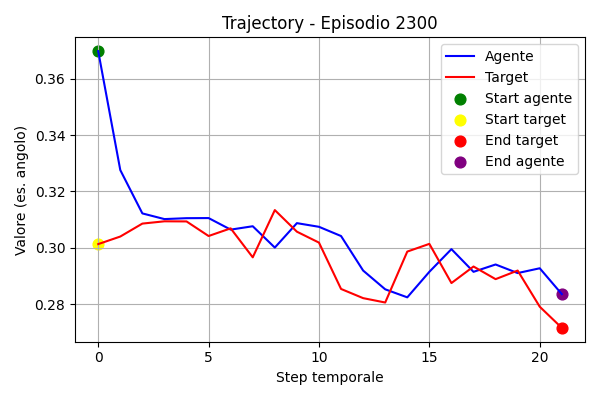 Trajectory - Episodio 2300
Valore (es. angolo)
0.36
0.34
0.32
0.30
0.28
Agente
Target
Start agente
Start target
End target
End agente
0
5
10
15
20
Step temporale